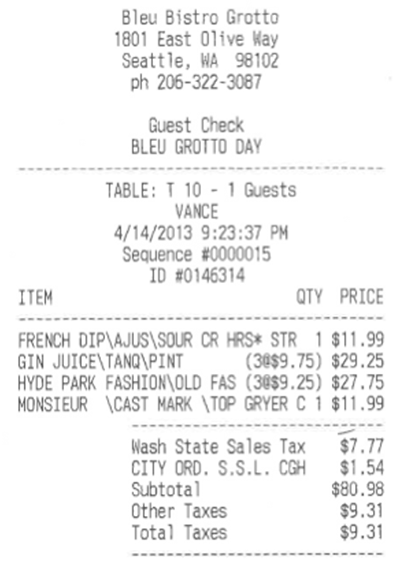 Bleu Bistro Grotto
1801 East Olive Way
Seattle, WA 98102
ph 206-322-3087
Guest Check
BLEU GROTTO DAY
TABLE: T 10 - 1 Guests
VANCE
4/14/2013 9:23:37 PM
Sequence #0000015
ID #0146314
ITEM QTY PRICE
FRENCH DIP\AJUS\SOUR CR HRS* STR 1 $11.99
GIN JUICE\TANQ\PINT (3@$9.75) $29.25
HYDE PARK FASHION\OLD FAS (3@$9.25) $27.75
MONSIEUR \CAST MARK \TOP GRYER C 1 $11.99
Wash State Sales Tax $7.77
CITY ORD. S.S.L. CGH $1.54
Subtotal $80.98
Other Taxes $9.31
Total Taxes $9.31